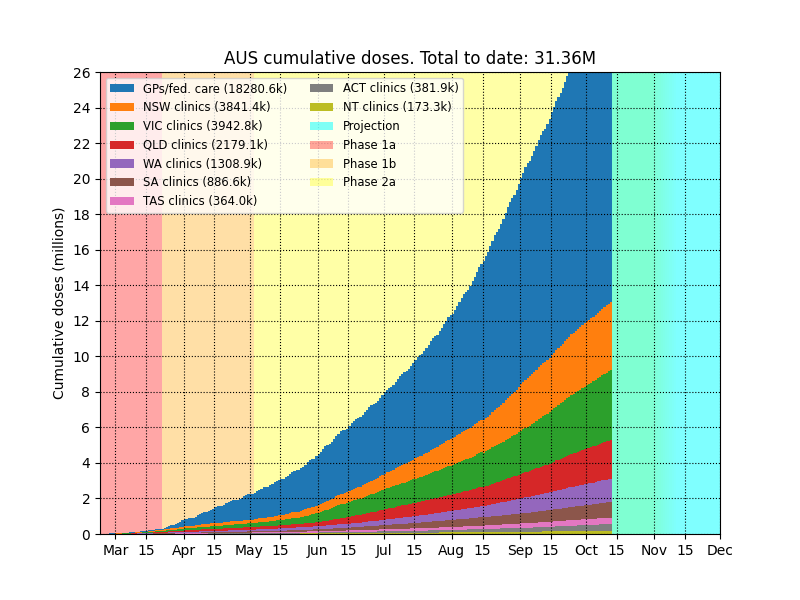 AUS cumulative doses. Total to date: 31.36M
Cumulative doses (millions)
26
24
22
20
18
16
14
12
10
8
6
4
2
0
GPs/fed. care (18280.6k)
NSW clinics (3841.4k)
VIC clinics (3942.8k)
QLD clinics (2179.1k)
WA clinics (1308.9k)
SA clinics (886.6k)
TAS clinics (364.0k)
ACT clinics (381.9k)
NT clinics (173.3k)
Projection
Phase 1a
Phase 1b
Phase 2a
Mar 15 Apr 15 May 15 Jun 15 Jul 15 Aug 15 Sep 15 Oct 15 Nov 15 Dec